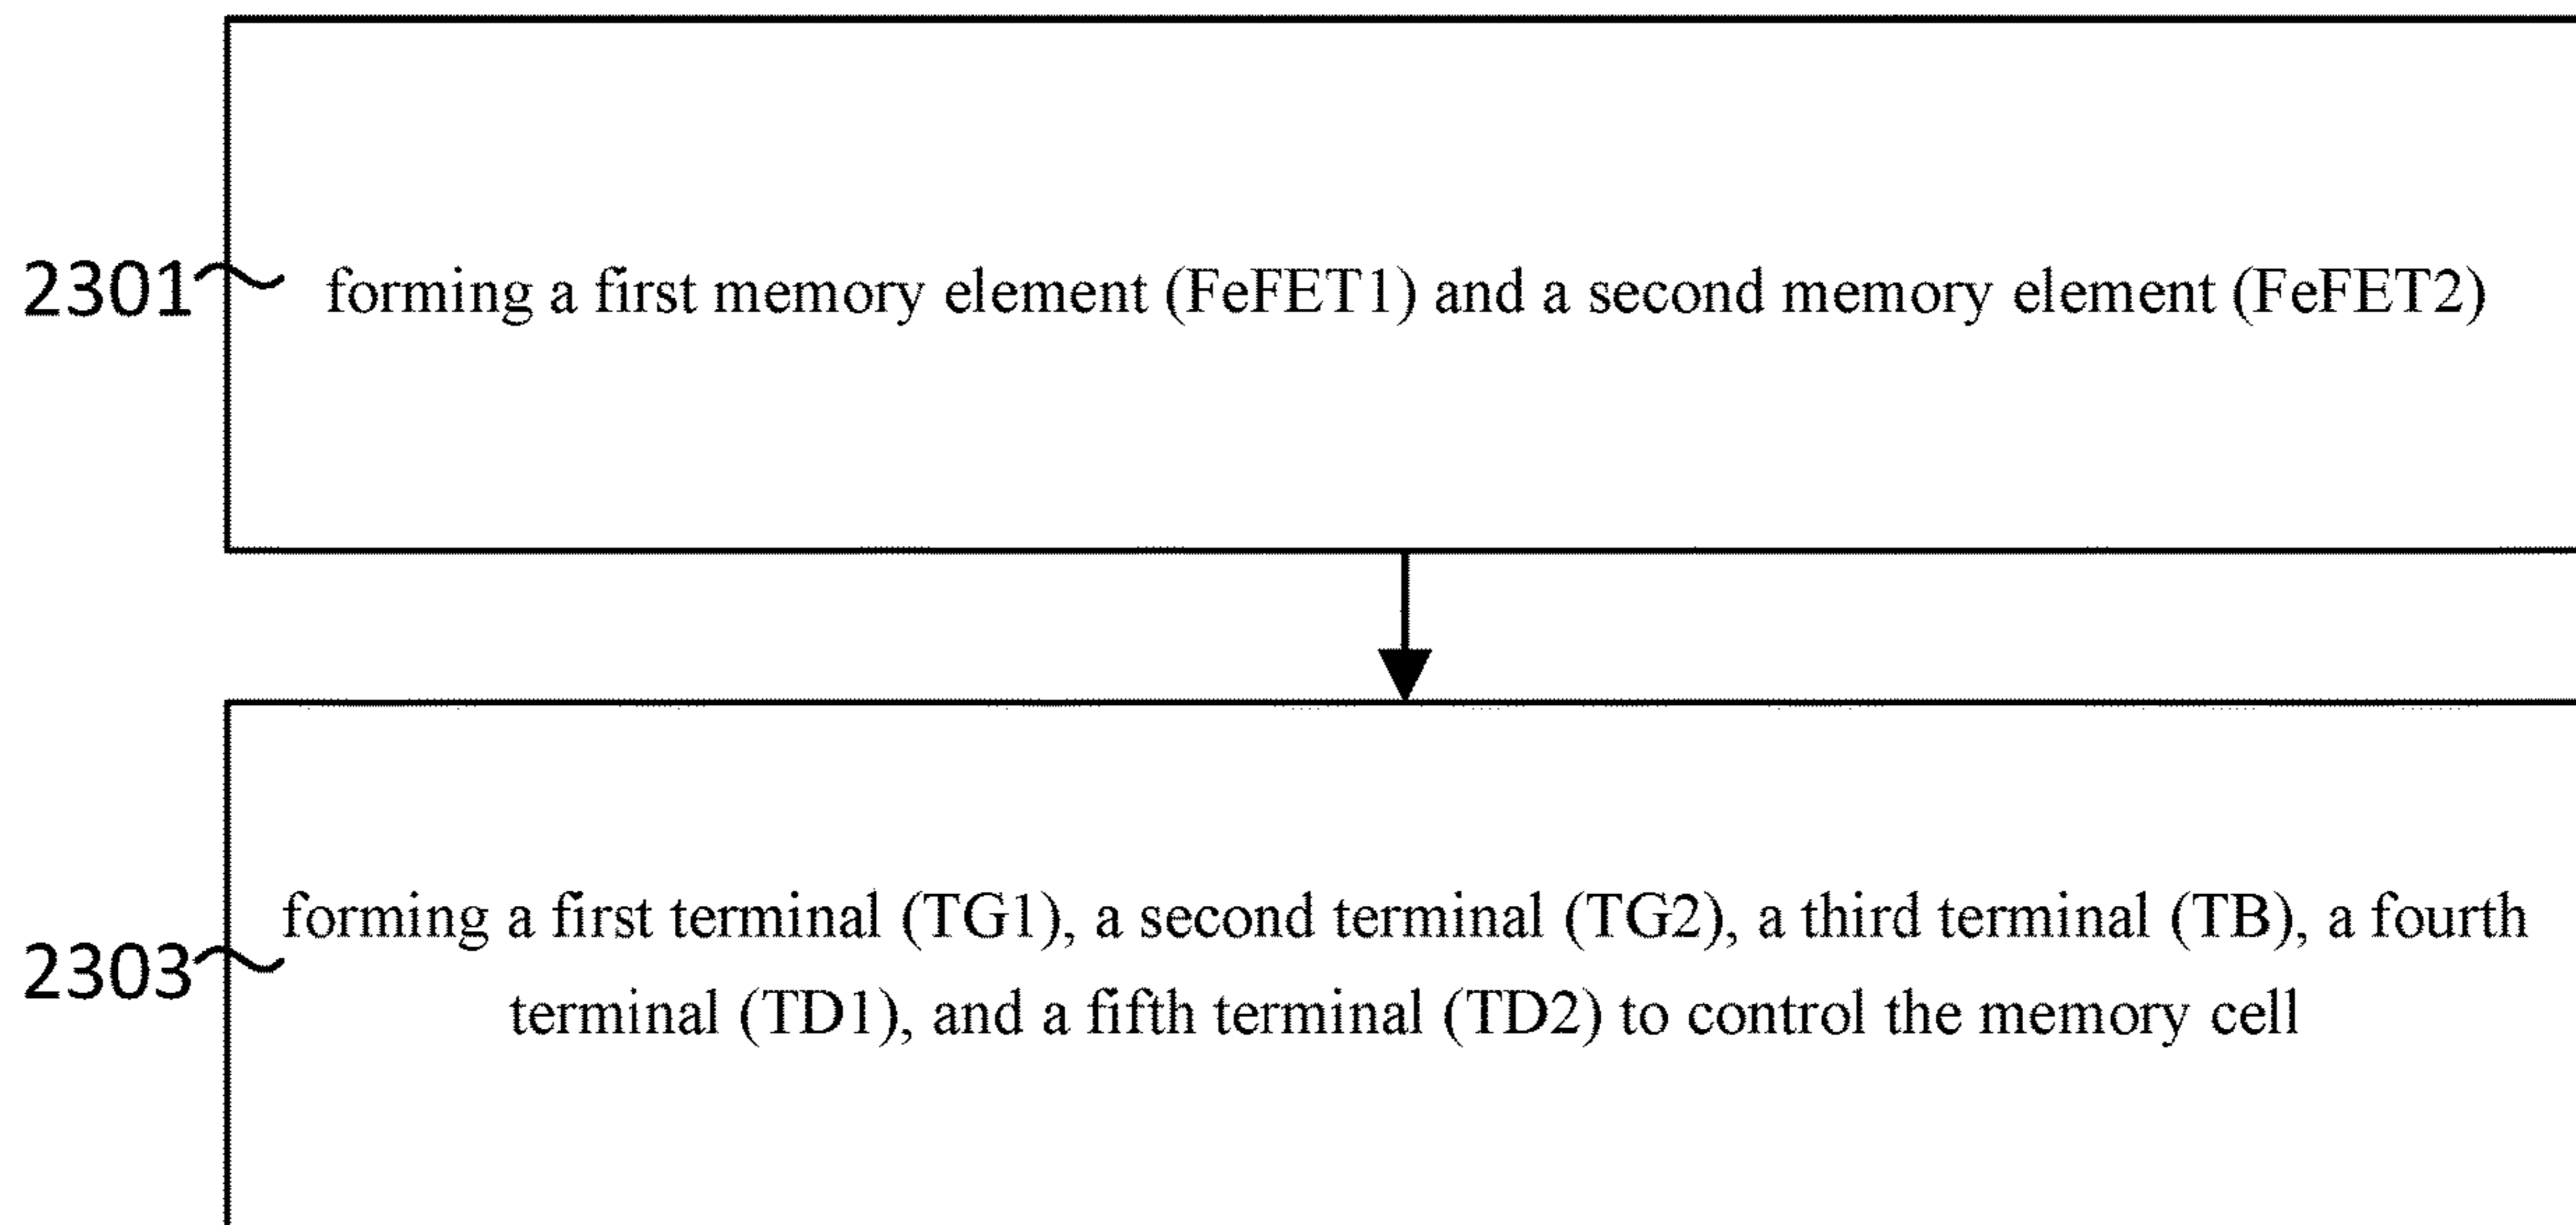 2301 forming a first memory element (FeFET1) and a second memory element (FeFET2)
forming a first terminal (TG1), a second terminal (TG2), a third terminal (TB), a fourth
2303
terminal (TD1), and a fifth terminal (TD2) to control the memory cell